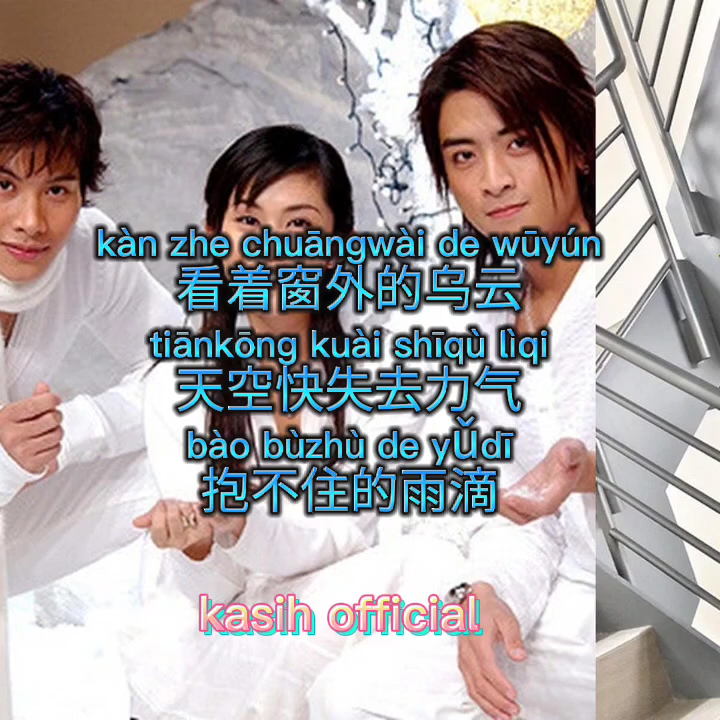 kàn zhe chuāngwài de wūyún
看着窗外的乌云
tiānkōng kuài shīqù lìqi
天空快失去力气
bào bùzhù de yǔdī
抱不住的雨滴
kasih official